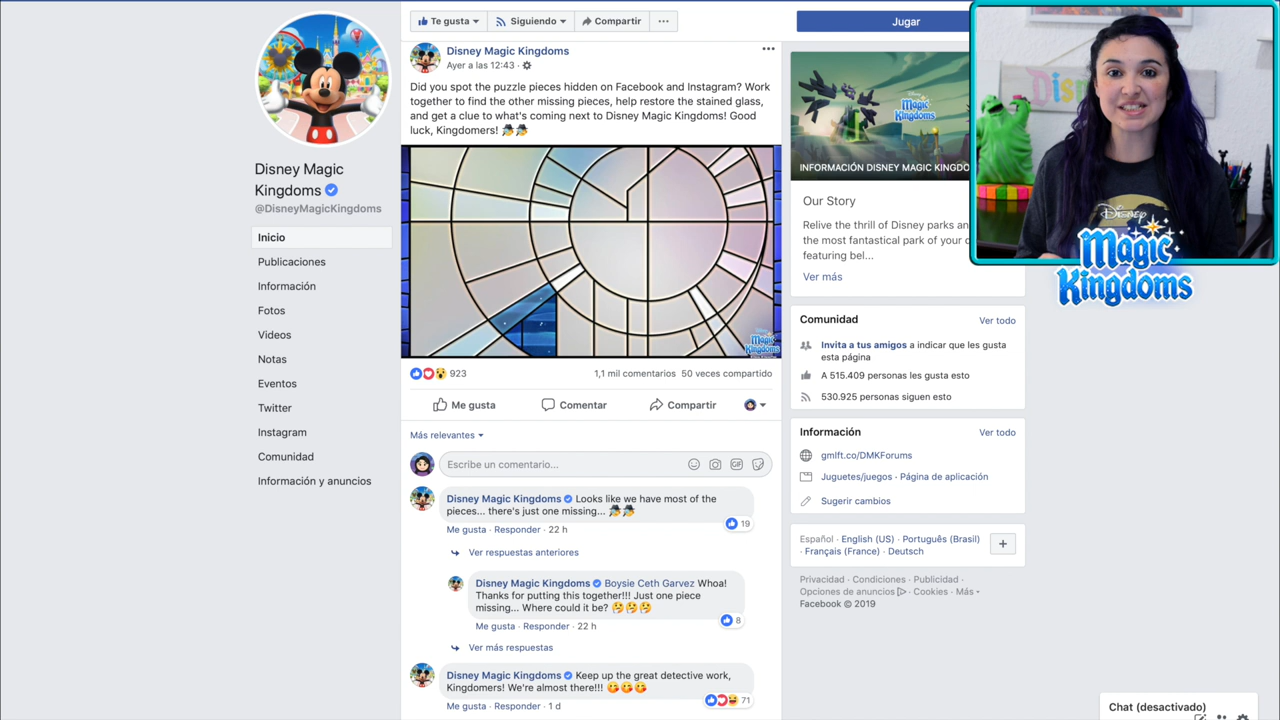 Te gusta
Siguiendo
Compartir
Jugar
Disney Magic Kingdoms
Ayer a las 12:43
Did you spot the puzzle pieces hidden on Facebook and Instagram? Work
together to find the other missing pieces, help restore the stained glass,
and get a clue to what's coming next to Disney Magic Kingdoms! Good
luck, Kingdomers!
Disney Magic
Kingdoms
@DisneyMagicKingdoms
Inicio
Publicaciones
Información
Fotos
Videos
Notas
Eventos
Twitter
Instagram
Comunidad
Información y anuncios
Disney Magic Kingdoms
923
1,1 mil comentarios 50 veces compartido
Me gusta
Comentar
Compartir
Más relevantes
Escribe un comentario...
GIF
Disney Magic Kingdoms Looks like we have most of the
pieces... there's just one missing...
19
Me gusta · Responder · 22 h
Ver respuestas anteriores
Disney Magic Kingdoms Boysie Ceth Garvez Whoa!
Thanks for putting this together!!! Just one piece
missing... Where could it be?
8
Me gusta · Responder · 22 h
Ver más respuestas
Disney Magic Kingdoms Keep up the great detective work,
Kingdomers! We're almost there!!!
71
Me gusta · Responder · 1 d
Magic Kingdoms
INFORMACIÓN DISNEY MAGIC KINGDO
Our Story
Relive the thrill of Disney parks an
the most fantastical park of your
featuring bel...
Ver más
Comunidad
Ver todo
Invita a tus amigos a indicar que les gusta
esta página
A 515.409 personas les gusta esto
530.925 personas siguen esto
Información
Ver todo
gmlft.co/DMKForums
Juguetes/juegos · Página de aplicación
Sugerir cambios
Español · English (US) · Português (Brasil)
· Français (France) · Deutsch
+
Privacidad · Condiciones · Publicidad ·
Opciones de anuncios · Cookies · Más
Facebook © 2019
Disney
Magic
Kingdoms
Chat (desactivado)